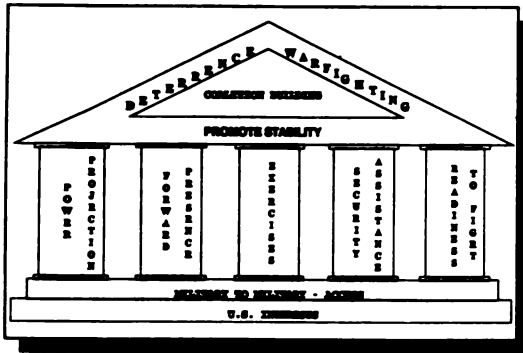 DETERRENCE WARFIGHTING
COALITION BUILDING
PROMOTE STABILITY
POWER PROJECTION
FORWARD PRESENCE
EXERCISES
SECURITY ASSISTANCE
READINESS TO FIGHT
MILITARY TO MILITARY - ACCESS
U.S. INTERESTS